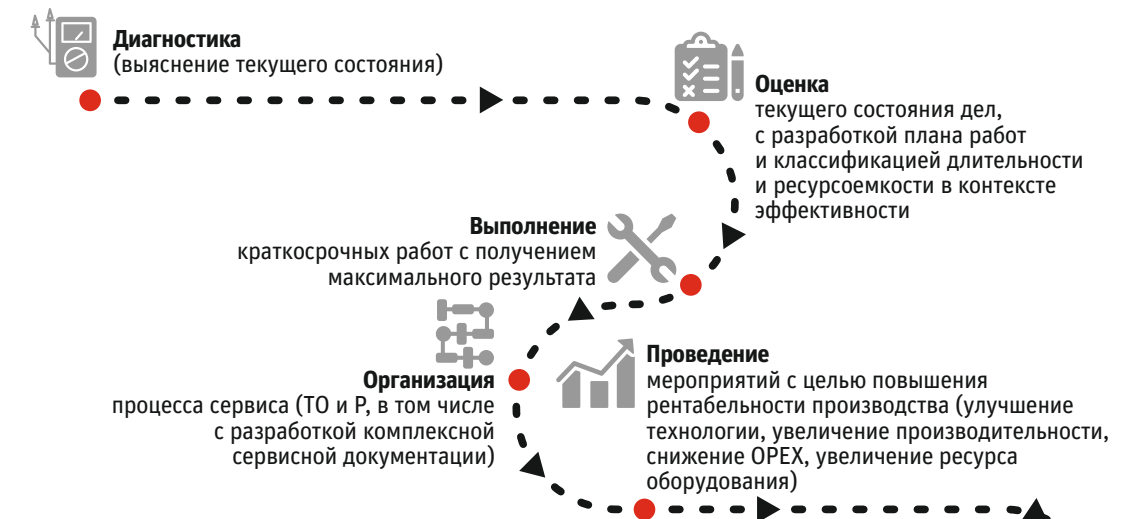 Диагностика
(выяснение текущего состояния)
Оценка
текущего состояния дел,
с разработкой плана работ
и классификацией длительности
и ресурсоемкости в контексте
эффективности
Выполнение
краткосрочных работ с получением
максимального результата
Организация
процесса сервиса (ТО и Р, в том числе
с разработкой комплексной
сервисной документации)
Проведение
мероприятий с целью повышения
рентабельности производства (улучшение
технологии, увеличение производительности,
снижение OPEX, увеличение ресурса
оборудования)